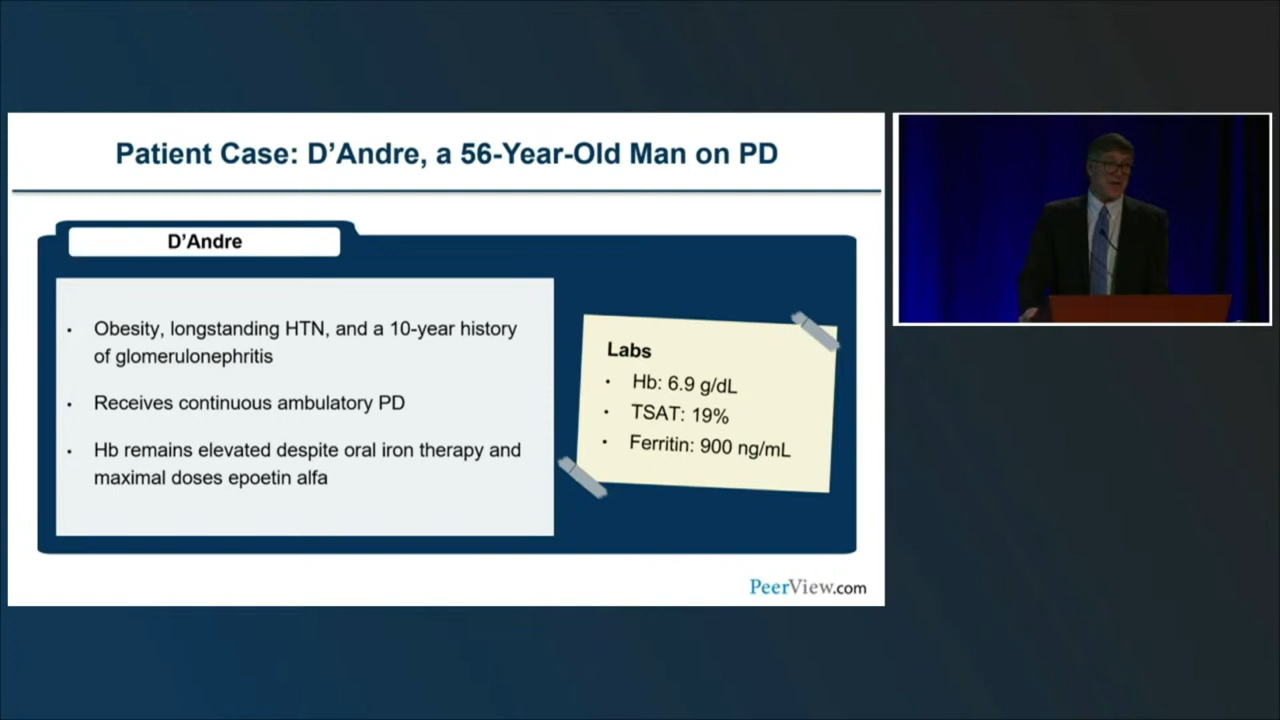 Patient Case: D'Andre, a 56-Year-Old Man on PD
D'Andre
• Obesity, longstanding HTN, and a 10-year history
of glomerulonephritis
• Receives continuous ambulatory PD
• Hb remains elevated despite oral iron therapy and
maximal doses epoetin alfa
Labs
• Hb: 6.9 g/dL
• TSAT: 19%
• Ferritin: 900 ng/mL
PeerView.com